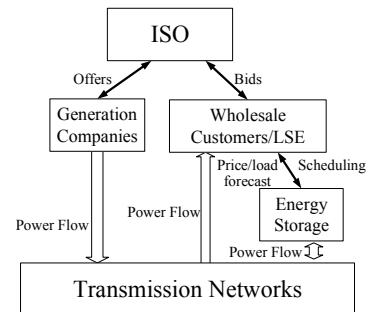 ISO
Offers
Bids
Generation
Companies
Wholesale
Customers/LSE
Price/load
forecast
Scheduling
Energy
Storage
Power Flow
Power Flow
Power Flow
Transmission Networks